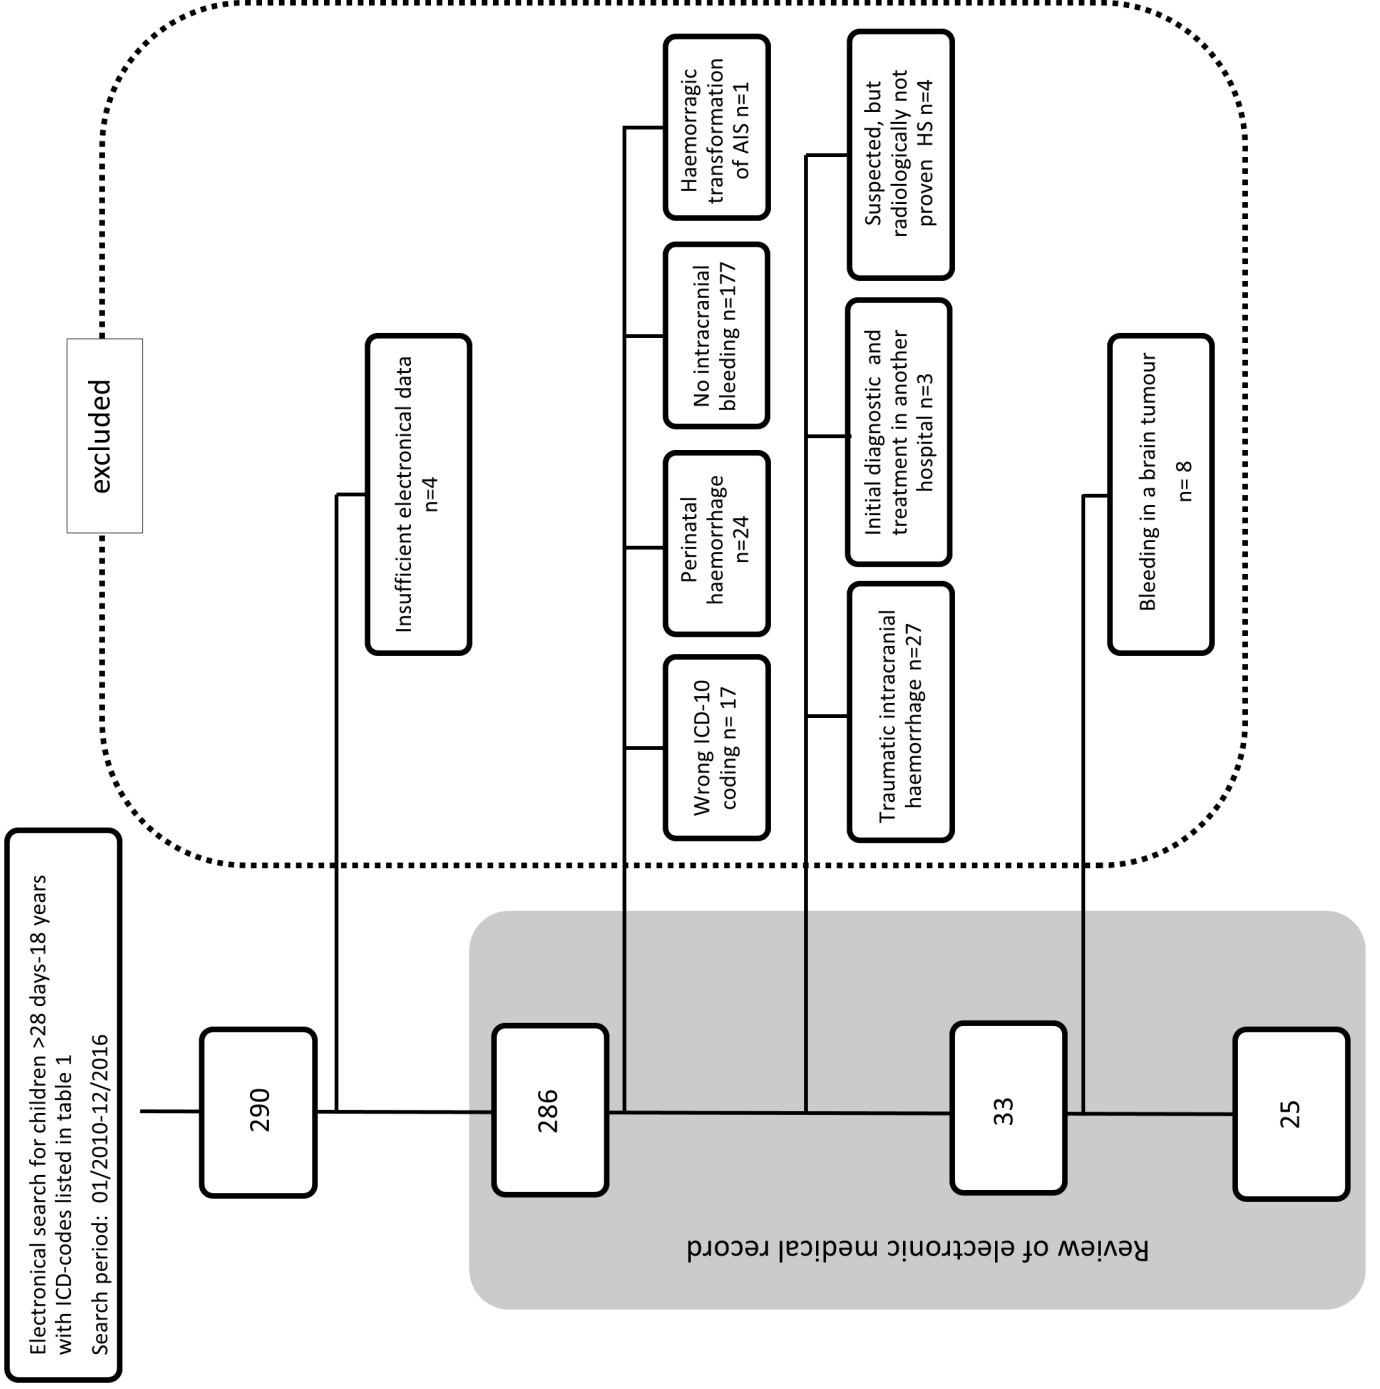 Electronical search for children >28 days-18 years
with ICD-codes listed in table 1
Search period: 01/2010-12/2016
excluded
290
Insufficient electronical data
n=4
286
Wrong ICD-10
coding n= 17
Perinatal
haemorrhage
n=24
No intracranial
bleeding n=177
Haemorragic
transformation
of AIS n=1
Traumatic intracranial
haemorrhage n=27
Initial diagnostic and
treatment in another
hospital n=3
Suspected, but
radiologically not
proven HS n=4
33
Bleeding in a brain tumour
n= 8
25
Review of electronic medical record